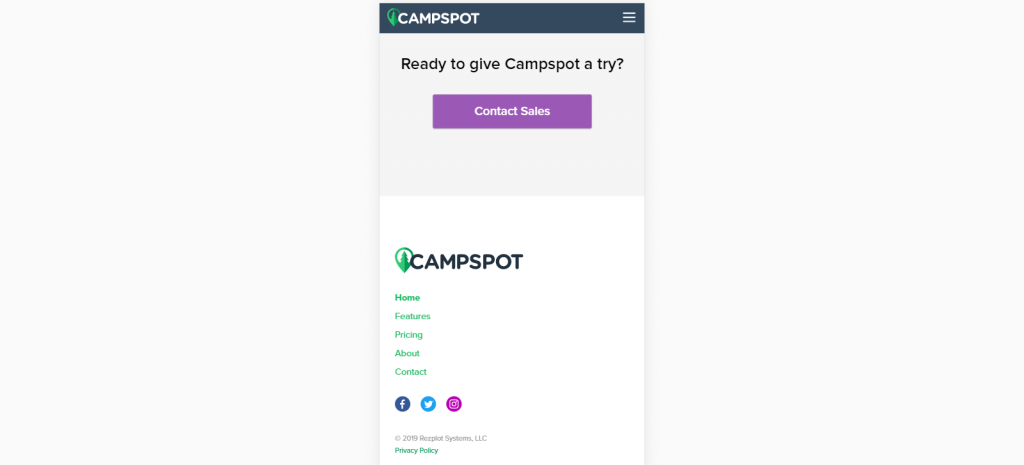 CAMPSPOT
Ready to give Campspot a try?
Contact Sales
CAMPSPOT
Home
Features
Pricing
About
Contact
© 2019 Rezplot Systems, LLC
Privacy Policy